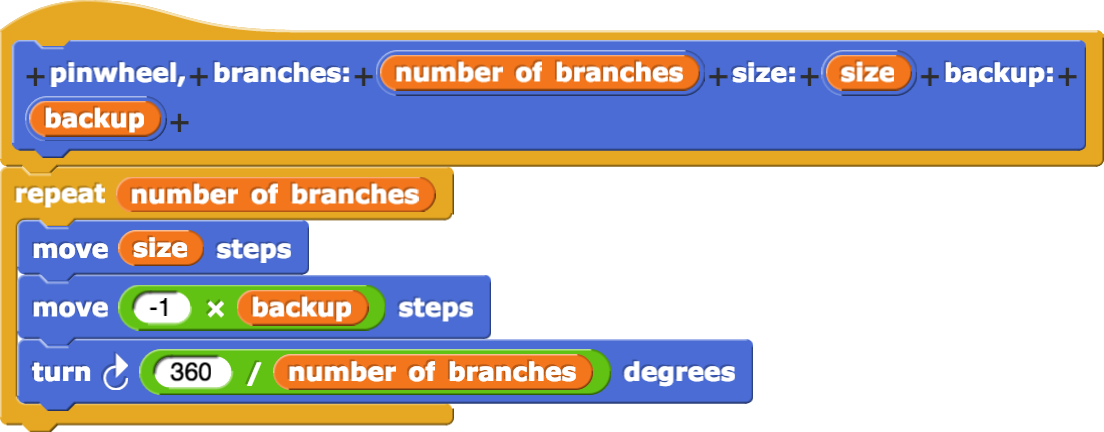 + pinwheel, + branches: + number of branches + size: + size + backup: +
backup +
repeat number of branches
move size steps
move -1 × backup steps
turn ↻ 360 / number of branches degrees